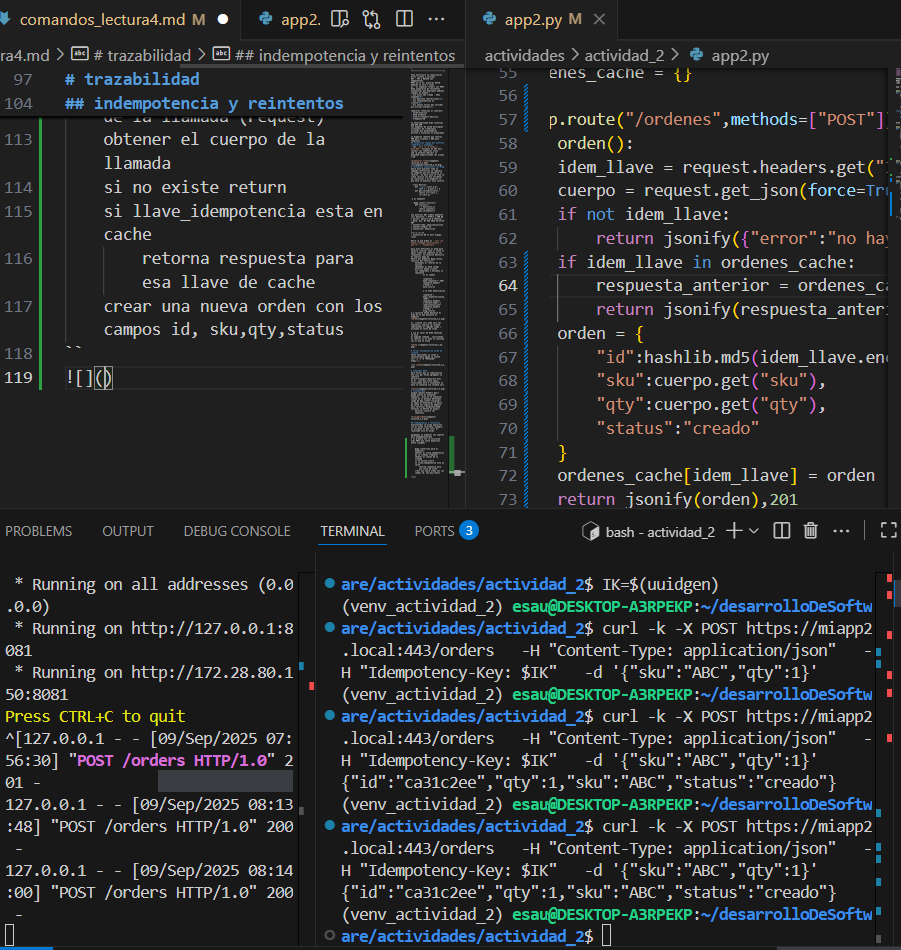 comandos_lectura4.md M
app2.
app2.py M
ra4.md > # trazabilidad > ## indempotencia y reintentos
actividades > actividad_2 > app2.py
97 # trazabilidad
104 ## indempotencia y reintentos
de la llamada (request)
113 obtener el cuerpo de la
llamada
114 si no existe return
115 si llave_idempotencia esta en
cache
116 retorna respuesta para
esa llave de cache
117 crear una nueva orden con los
campos id, sku,qty,status
118 ``
119 ![]()
55 enes_cache = {}
56
57 p.route("/ordenes",methods=["POST"]
58 orden():
59 idem_llave = request.headers.get("
60 cuerpo = request.get_json(force=Tr
61 if not idem_llave:
62 return jsonify({"error":"no hay
63 if idem_llave in ordenes_cache:
64 respuesta_anterior = ordenes_ca
65 return jsonify(respuesta_anteri
66 orden = {
67 "id":hashlib.md5(idem_llave.enc
68 "sku":cuerpo.get("sku"),
69 "qty":cuerpo.get("qty"),
70 "status":"creado"
71 }
72 ordenes_cache[idem_llave] = orden
73 return jsonify(orden),201
PROBLEMS OUTPUT DEBUG CONSOLE TERMINAL PORTS 3
bash - actividad_2
* Running on all addresses (0.0
.0.0)
* Running on http://127.0.0.1:8
081
* Running on http://172.28.80.1
50:8081
Press CTRL+C to quit
^[127.0.0.1 - - [09/Sep/2025 07:
56:30] "POST /orders HTTP/1.0" 2
01 -
127.0.0.1 - - [09/Sep/2025 08:13
:48] "POST /orders HTTP/1.0" 200
-
127.0.0.1 - - [09/Sep/2025 08:14
:00] "POST /orders HTTP/1.0" 200
-
are/actividades/actividad_2$ IK=$(uuidgen)
(venv_actividad_2) esau@DESKTOP-A3RPEKP:~/desarrolloDeSoftw
are/actividades/actividad_2$ curl -k -X POST https://miapp2
.local:443/orders -H "Content-Type: application/json" -
H "Idempotency-Key: $IK" -d '{"sku":"ABC","qty":1}'
(venv_actividad_2) esau@DESKTOP-A3RPEKP:~/desarrolloDeSoftw
are/actividades/actividad_2$ curl -k -X POST https://miapp2
.local:443/orders -H "Content-Type: application/json" -
H "Idempotency-Key: $IK" -d '{"sku":"ABC","qty":1}'
{"id":"ca31c2ee","qty":1,"sku":"ABC","status":"creado"}
(venv_actividad_2) esau@DESKTOP-A3RPEKP:~/desarrolloDeSoftw
are/actividades/actividad_2$ curl -k -X POST https://miapp2
.local:443/orders -H "Content-Type: application/json" -
H "Idempotency-Key: $IK" -d '{"sku":"ABC","qty":1}'
{"id":"ca31c2ee","qty":1,"sku":"ABC","status":"creado"}
(venv_actividad_2) esau@DESKTOP-A3RPEKP:~/desarrolloDeSoftw
are/actividades/actividad_2$